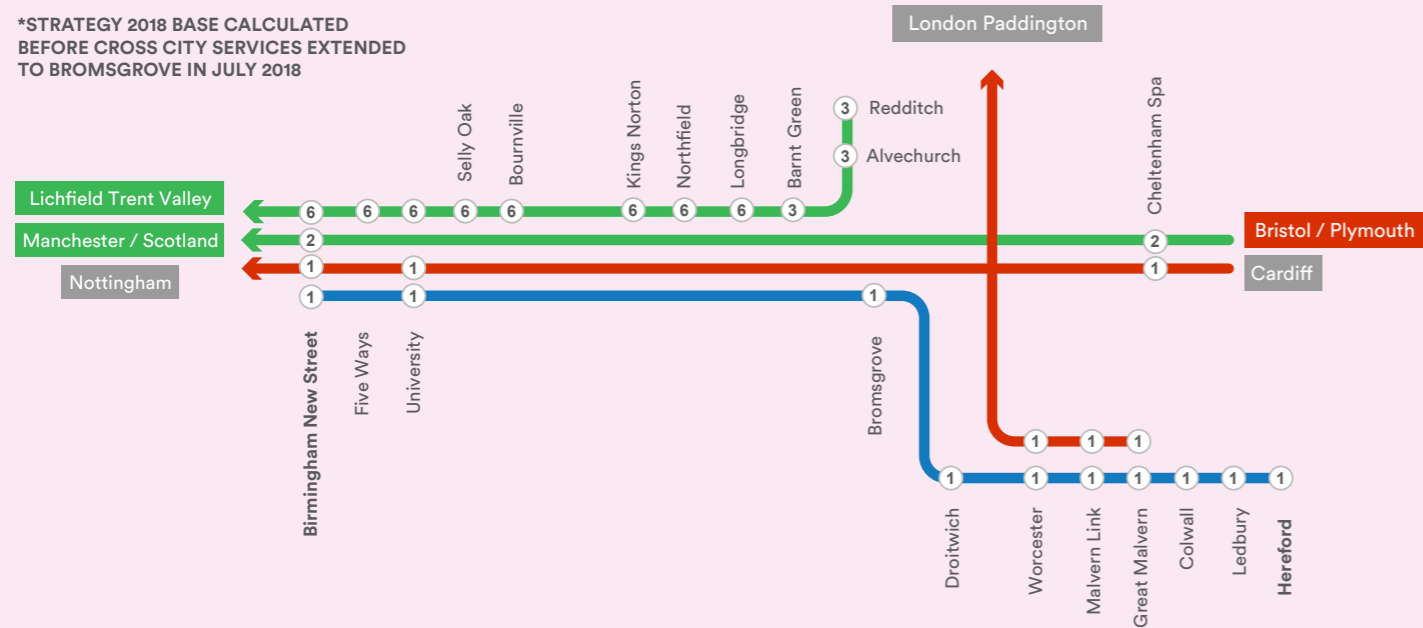 *STRATEGY 2018 BASE CALCULATED
BEFORE CROSS CITY SERVICES EXTENDED
TO BROMSGROVE IN JULY 2018
London Paddington
Selly Oak
Bournville
Kings Norton
Northfield
Longbridge
Barnt Green
3 Redditch
3 Alvechurch
Cheltenham Spa
Lichfield Trent Valley
6 6 6 6 6 6 6 6 3
Manchester / Scotland
2 2
Bristol / Plymouth
Nottingham
1 1 1
Cardiff
1 1 1
Birmingham New Street
Five Ways
University
Bromsgrove
1 1 1
1 1 1 1 1 1 1
Droitwich
Worcester
Malvern Link
Great Malvern
Colwall
Ledbury
Hereford